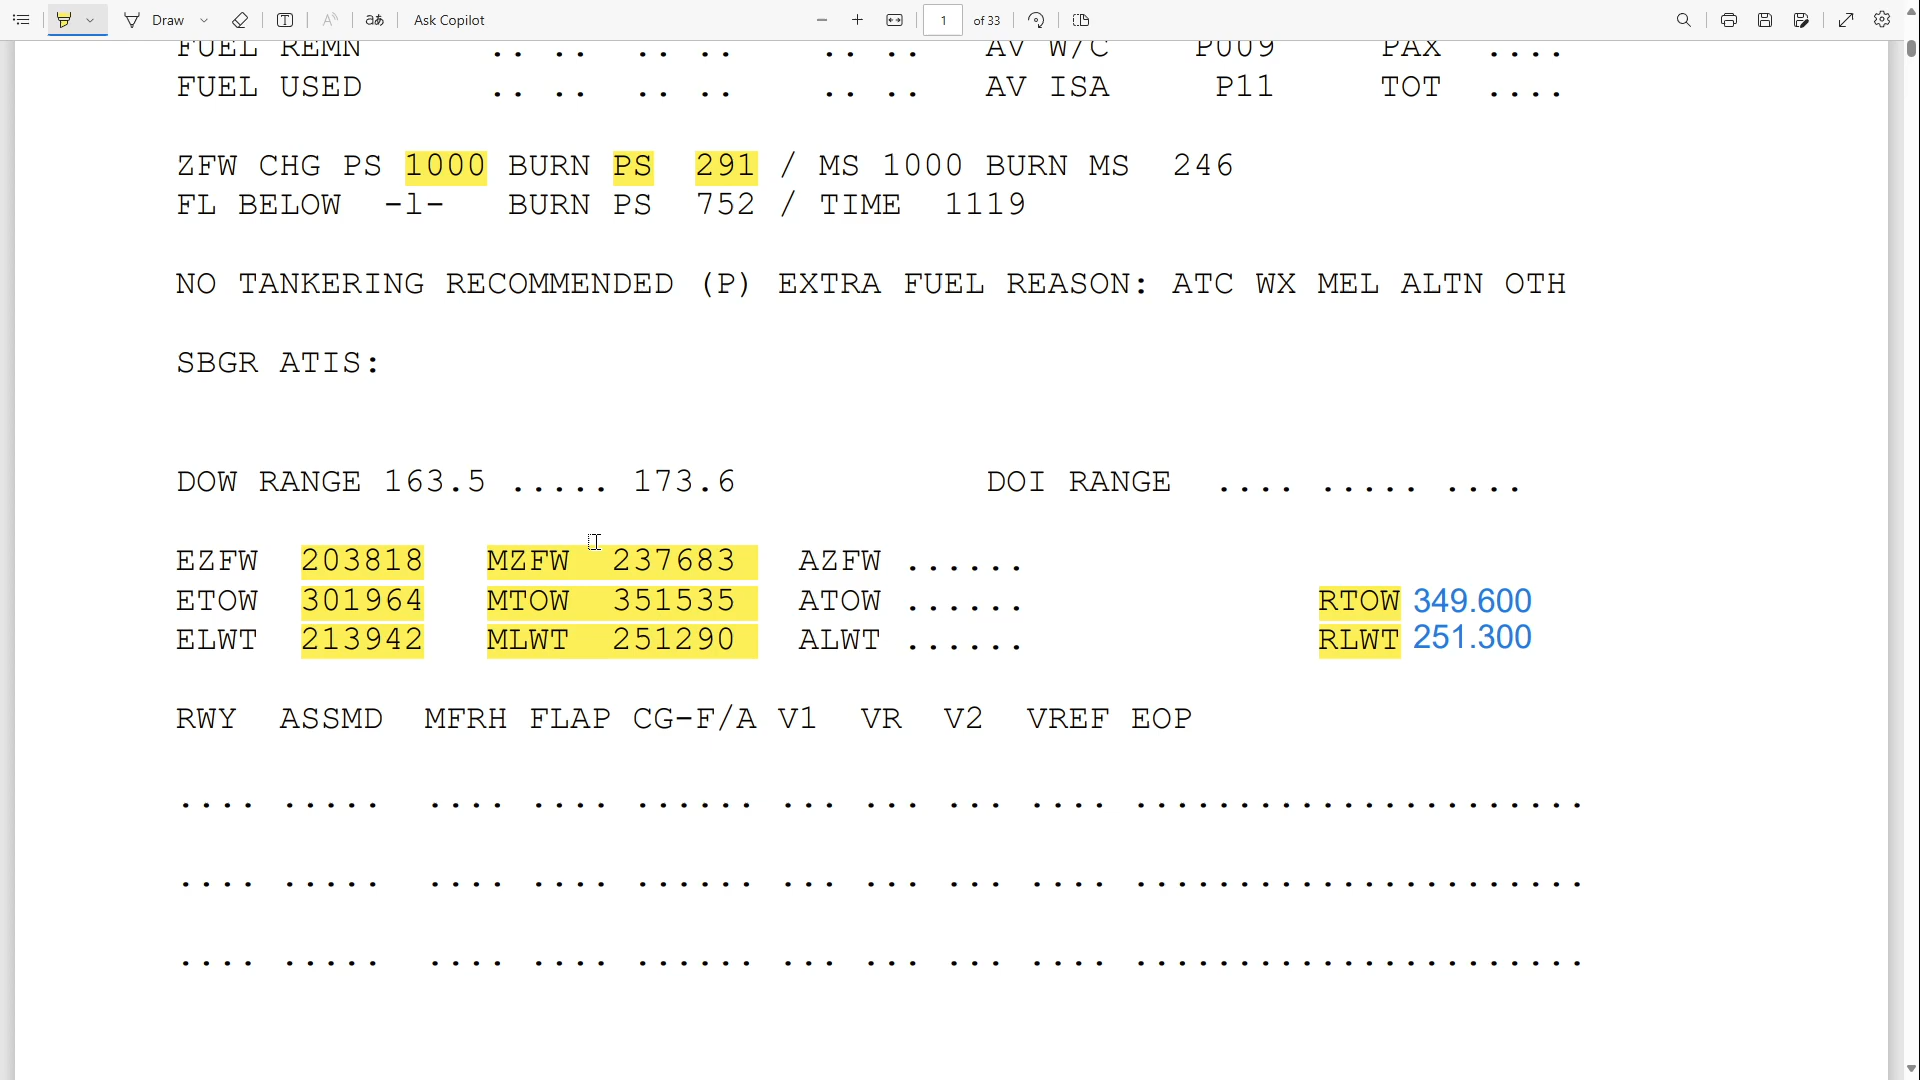 Draw aあ Ask Copilot 1 of 33
FUEL REMN .. .. .. .. .. .. AV W/C P009 PAX ....
FUEL USED .. .. .. .. .. .. AV ISA P11 TOT ....
ZFW CHG PS 1000 BURN PS 291 / MS 1000 BURN MS 246
FL BELOW -l- BURN PS 752 / TIME 1119
NO TANKERING RECOMMENDED (P) EXTRA FUEL REASON: ATC WX MEL ALTN OTH
SBGR ATIS:
DOW RANGE 163.5 ..... 173.6 DOI RANGE .... ..... ....
EZFW 203818 MZFW 237683 AZFW ......
ETOW 301964 MTOW 351535 ATOW ...... RTOW 349.600
ELWT 213942 MLWT 251290 ALWT ...... RLWT 251.300
RWY ASSMD MFRH FLAP CG-F/A V1 VR V2 VREF EOP
.... ..... .... .... ...... ... ... ... .... ......................
.... ..... .... .... ...... ... ... ... .... ......................
.... ..... .... .... ...... ... ... ... .... ......................